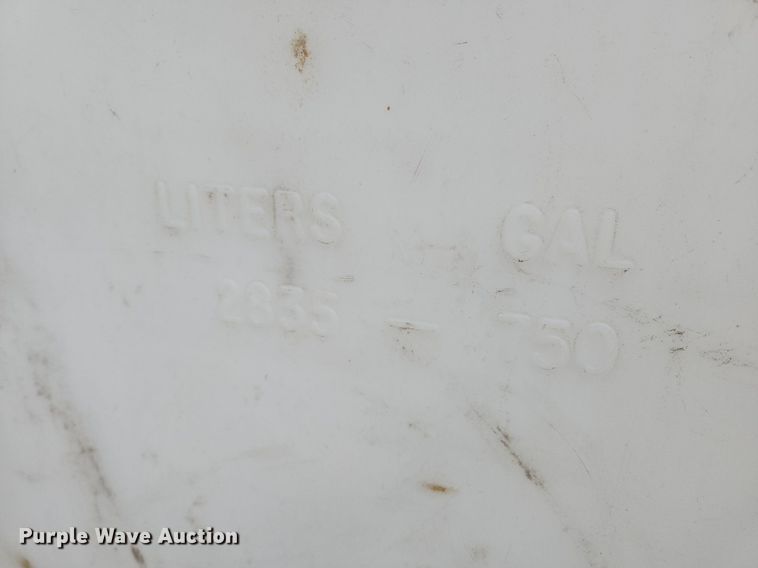 LITERS GAL
2835 — 750
Purple Wave Auction